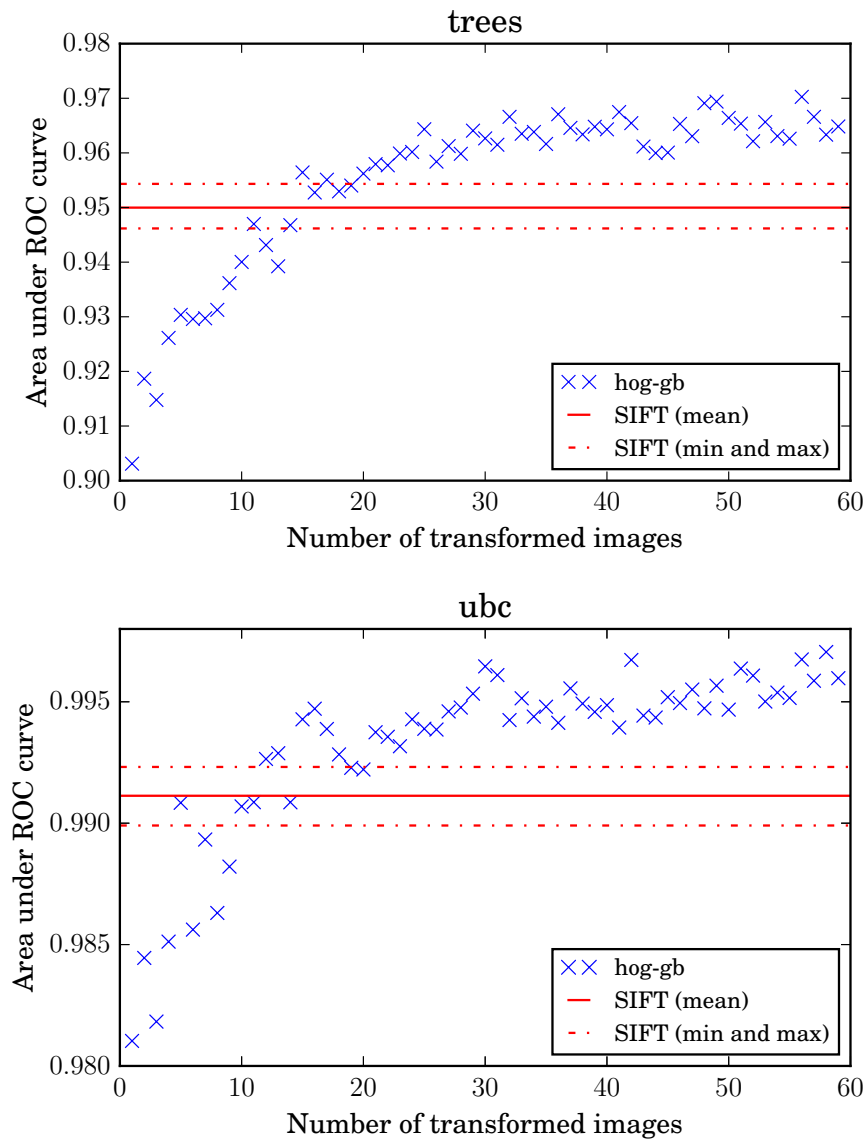 trees
0.98
0.97
0.96
0.95
0.94
0.93
0.92
0.91
0.90
Area under ROC curve
hog-gb
SIFT (mean)
SIFT (min and max)
0 10 20 30 40 50 60
Number of transformed images
ubc
0.995
0.990
0.985
0.980
Area under ROC curve
hog-gb
SIFT (mean)
SIFT (min and max)
0 10 20 30 40 50 60
Number of transformed images